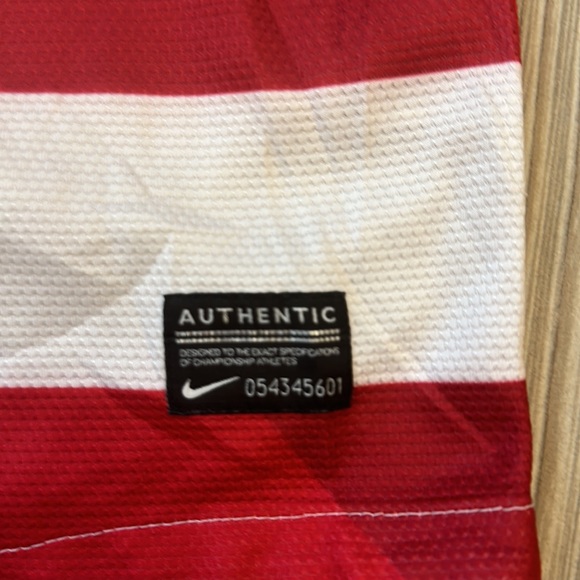 AUTHENTIC
DESIGNED TO THE EXACT SPECIFICATIONS
OF CHAMPIONSHIP ATHLETES
054345601